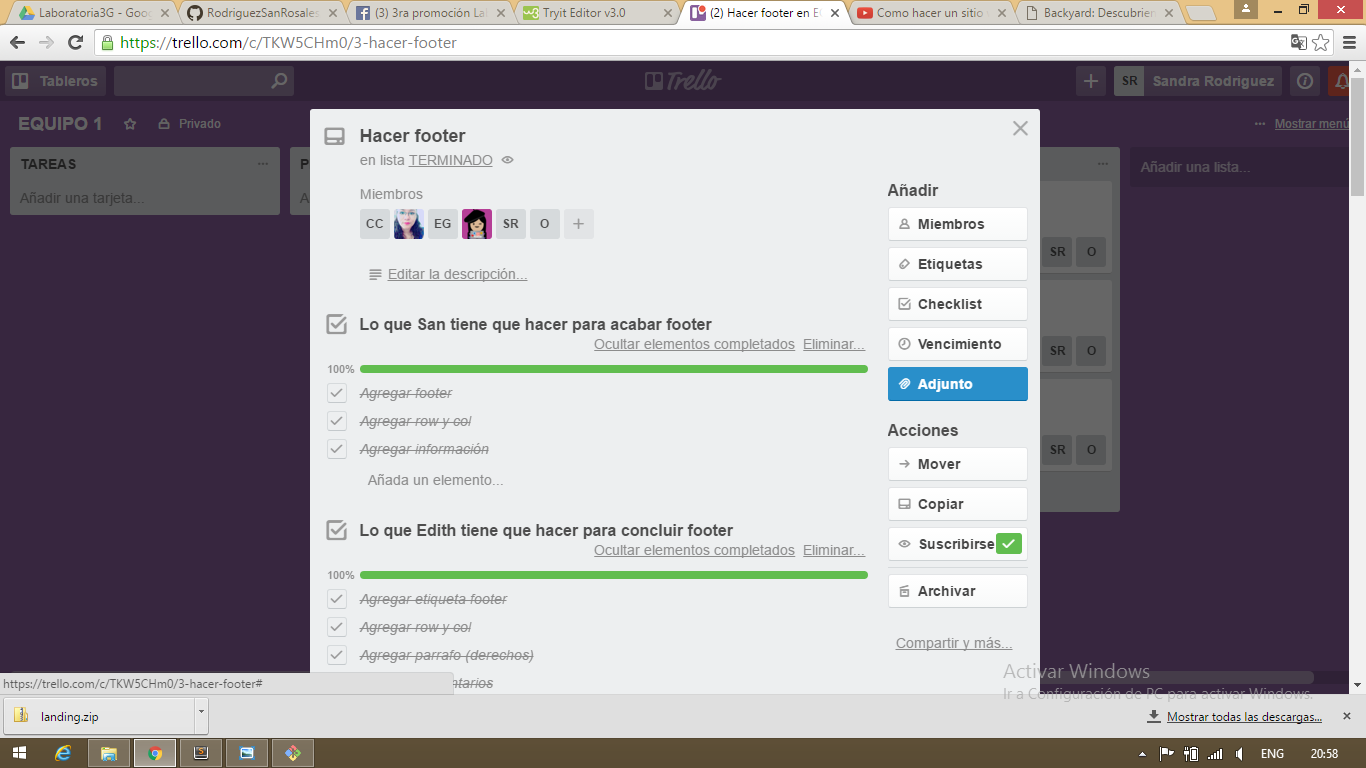 Laboratoria3G - Goo
RodriguezSanRosales
(3) 3ra promoción La
Tryit Editor v3.0
(2) Hacer footer en E
Como hacer un sitio
Backyard: Descubrien
https://trello.com/c/TKW5CHm0/3-hacer-footer
Tableros
Trello
SR Sandra Rodriguez
EQUIPO 1
Privado
Mostrar menú
TAREAS
Añadir una tarjeta...
P
A
Añadir una lista...
SR O
SR O
SR O
Hacer footer
en lista TERMINADO
Miembros
CC EG SR O +
Editar la descripción...
Lo que San tiene que hacer para acabar footer
Ocultar elementos completados Eliminar...
100%
Agregar footer
Agregar row y col
Agregar información
Añada un elemento...
Lo que Edith tiene que hacer para concluir footer
Ocultar elementos completados Eliminar...
100%
Agregar etiqueta footer
Agregar row y col
Agregar parrafo (derechos)
ntarios
Añadir
Miembros
Etiquetas
Checklist
Vencimiento
Adjunto
Acciones
Mover
Copiar
Suscribirse
Archivar
Compartir y más...
Activar Windows
Ir a Configuración de PC para activar Windows.
https://trello.com/c/TKW5CHm0/3-hacer-footer#
landing.zip
Mostrar todas las descargas...
ENG
20:58